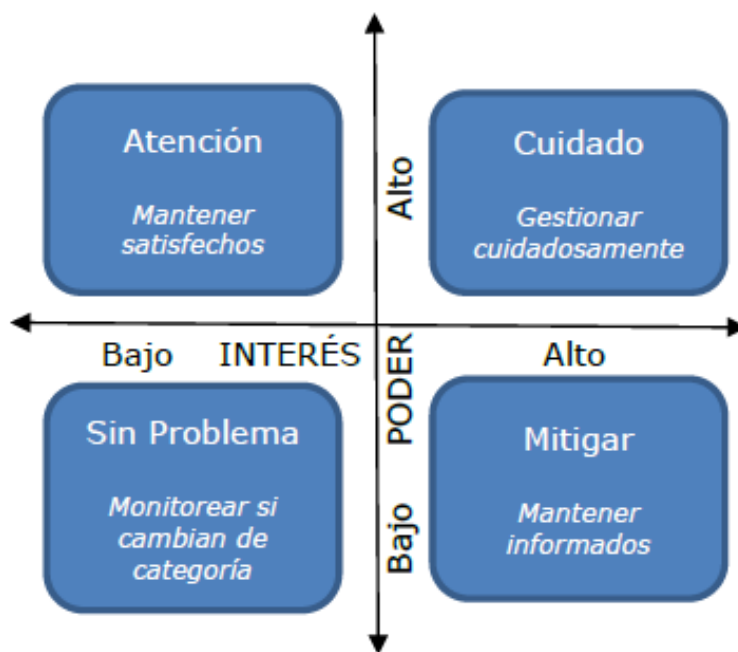 Atención
Mantener
satisfechos
Alto
Cuidado
Gestionar
cuidadosamente
Bajo INTERÉS
PODER
Alto
Sin Problema
Monitorear si
cambian de
categoría
Bajo
Mitigar
Mantener
informados